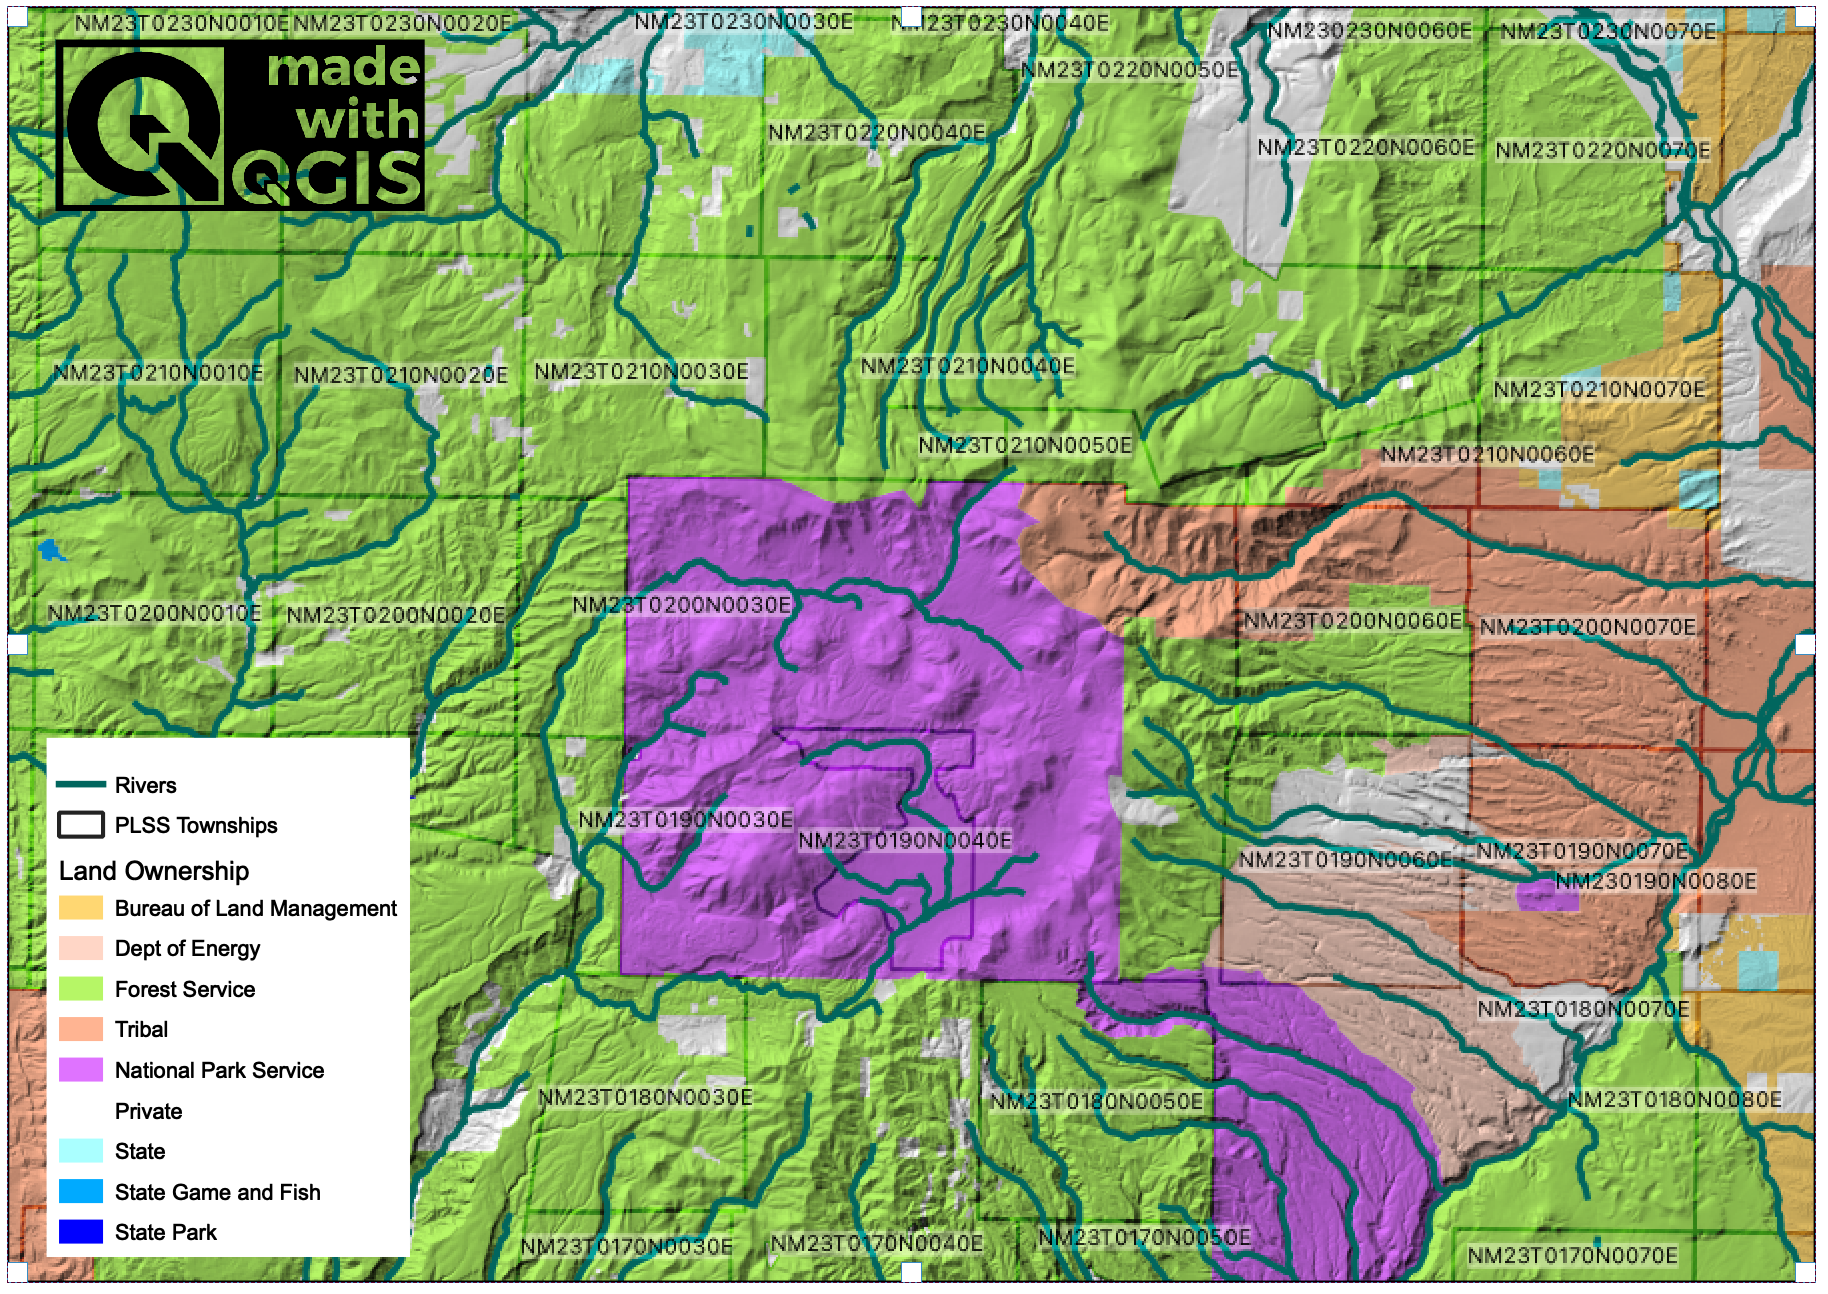 NM23T0230N0010E
NM23T0230N0020E
NM23T0230N0030E
NM23T0230N0040E
NM230230N0060E
NM23T0230N0070E
made
with
QGIS
NM23T0220N0050E
NM23T0220N0040E
NM23T0220N0060E
NM23T0220N0070E
NM23T0210N0010E
NM23T0210N0020E
NM23T0210N0030E
NM23T0210N0040E
NM23T0210N0070E
NM23T0210N0050E
NM23T0210N0060E
NM23T0200N0010E
NM23T0200N0020E
NM23T0200N0030E
NM23T0200N0060E
NM23T0200N0070E
NM23T0190N0030E
NM23T0190N0040E
NM23T0190N0060E
NM23T0190N0070E
NM230190N0080E
NM23T0180N0070E
NM23T0180N0030E
NM23T0180N0050E
NM23T0180N0080E
NM23T0170N0030E
NM23T0170N0040E
NM23T0170N0050E
NM23T0170N0070E
Rivers
PLSS Townships
Land Ownership
Bureau of Land Management
Dept of Energy
Forest Service
Tribal
National Park Service
Private
State
State Game and Fish
State Park